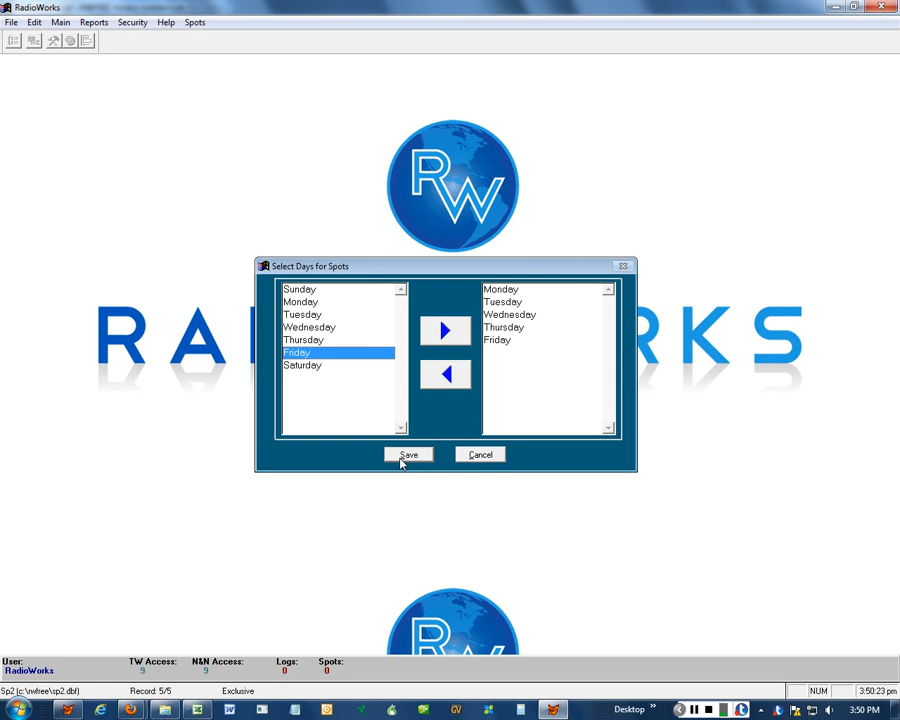 RadioWorks
File Edit Main Reports Security Help Spots
RW
Select Days for Spots
Sunday
Monday
Tuesday
Wednesday
Thursday
Friday
Saturday
Monday
Tuesday
Wednesday
Thursday
Friday
RA RKS
Save Cancel
User: TW Access: N&N Access: Logs: Spots:
RadioWorks 9 9 0 0
Sp2 (c:\rwfree\sp2.dbf) Record: 5/5 Exclusive NUM 3:50:23 pm
Desktop » 3:50 PM